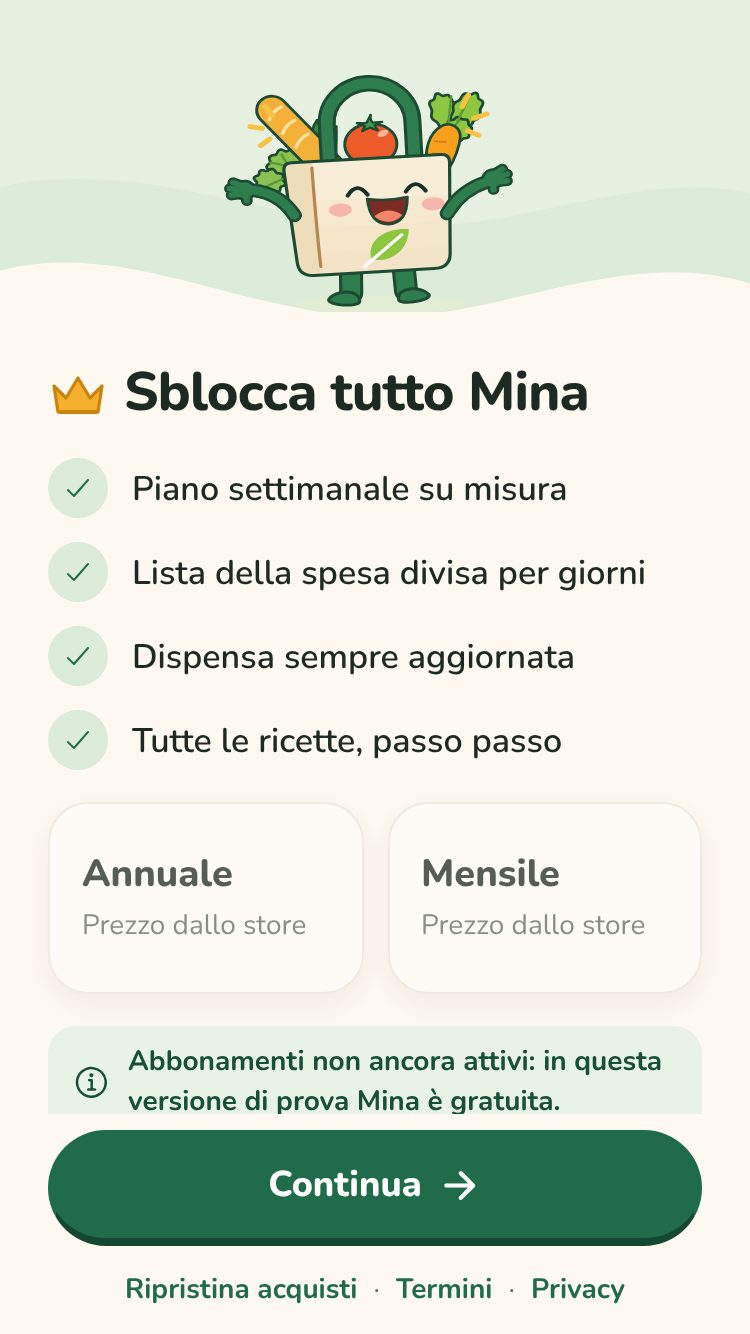 Sblocca tutto Mina
Piano settimanale su misura
Lista della spesa divisa per giorni
Dispensa sempre aggiornata
Tutte le ricette, passo passo
Annuale
Prezzo dallo store
Mensile
Prezzo dallo store
Abbonamenti non ancora attivi: in questa
versione di prova Mina è gratuita.
Continua →
Ripristina acquisti · Termini · Privacy